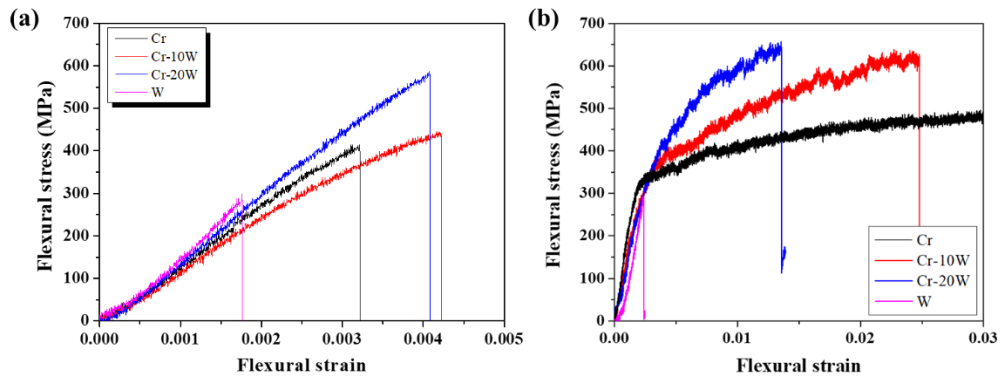 (a)
700
600
500
400
300
200
100
0
Flexural stress (MPa)
Cr
Cr-10W
Cr-20W
W
0.000 0.001 0.002 0.003 0.004 0.005
Flexural strain
(b)
700
600
500
400
300
200
100
0
Flexural stress (MPa)
Cr
Cr-10W
Cr-20W
W
0.00 0.01 0.02 0.03
Flexural strain